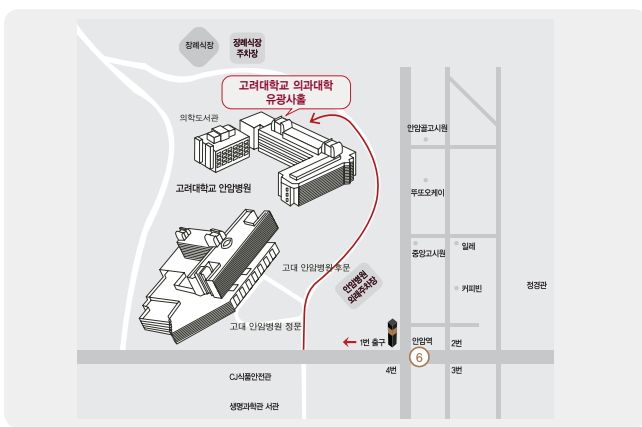 장례식장
장례식장
주차장
고려대학교 의과대학
유광사홀
의학도서관
안암골고시원
고려대학교 안암병원
뚜또오케이
중앙고시원
일레
고대 안암병원 후문
안암병원
외래주차장
커피빈
정경관
고대 안암병원 정문
1번 출구
안암역
2번
6
4번
3번
CJ식품안전관
생명과학관 서관